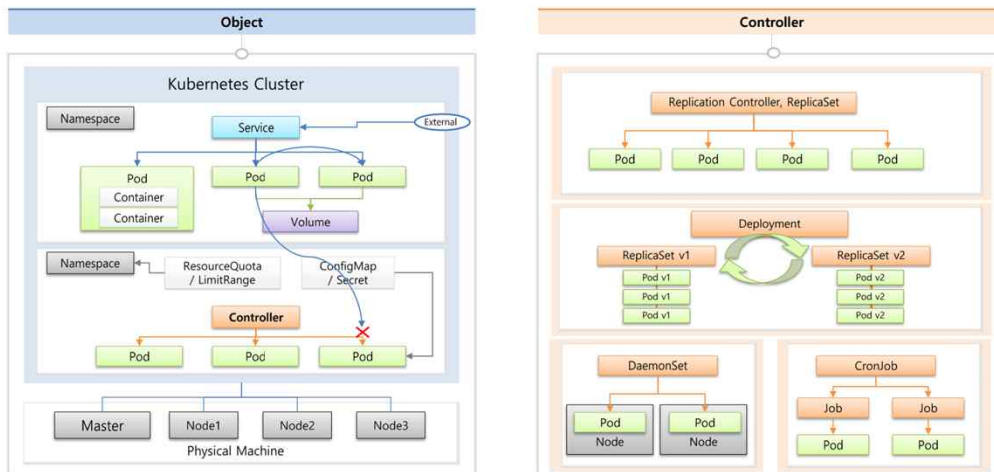 Object
Kubernetes Cluster
Namespace
Service
External
Pod
Container
Container
Pod
Pod
Volume
Namespace
ResourceQuota
/ LimitRange
ConfigMap
/ Secret
Controller
Pod
Pod
Pod
Master
Node1
Node2
Node3
Physical Machine
Controller
Replication Controller, ReplicaSet
Pod
Pod
Pod
Pod
Deployment
ReplicaSet v1
Pod v1
Pod v1
Pod v1
ReplicaSet v2
Pod v2
Pod v2
Pod v2
DaemonSet
Pod
Node
Pod
Node
CronJob
Job
Job
Pod
Pod